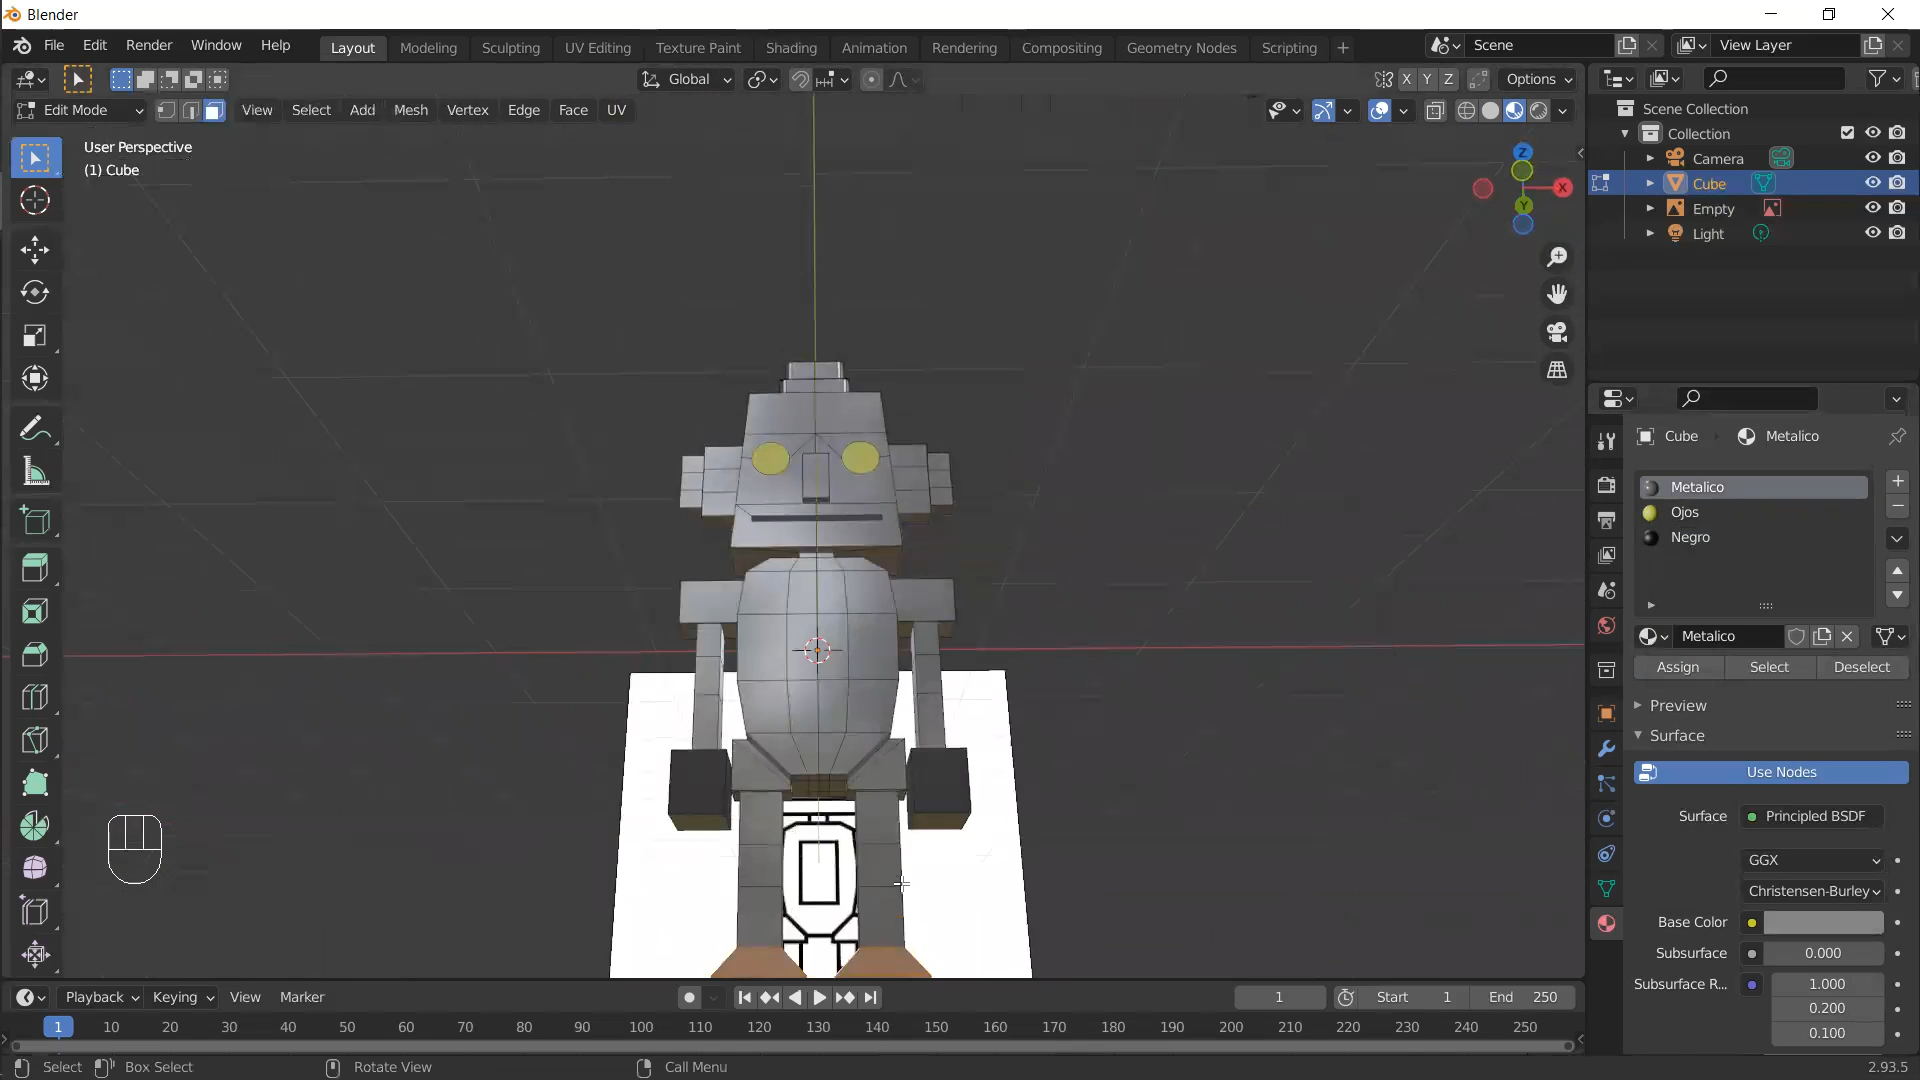 Blender
File Edit Render Window Help Layout Modeling Sculpting UV Editing Texture Paint Shading Animation Rendering Compositing Geometry Nodes Scripting + Scene View Layer
Global X Y Z Options
Edit Mode View Select Add Mesh Vertex Edge Face UV
User Perspective
(1) Cube
Z
X
Y
Scene Collection
Collection
Camera
Cube
Empty
Light
Cube Metalico
Metalico
Ojos
Negro
Metalico
Assign Select Deselect
Preview
Surface
Use Nodes
Surface Principled BSDF
GGX
Christensen-Burley
Base Color
Subsurface 0.000
Subsurface R... 1.000
0.200
0.100
Playback Keying View Marker 1 Start 1 End 250
1 10 20 30 40 50 60 70 80 90 100 110 120 130 140 150 160 170 180 190 200 210 220 230 240 250
Select Box Select Rotate View Call Menu 2.93.5